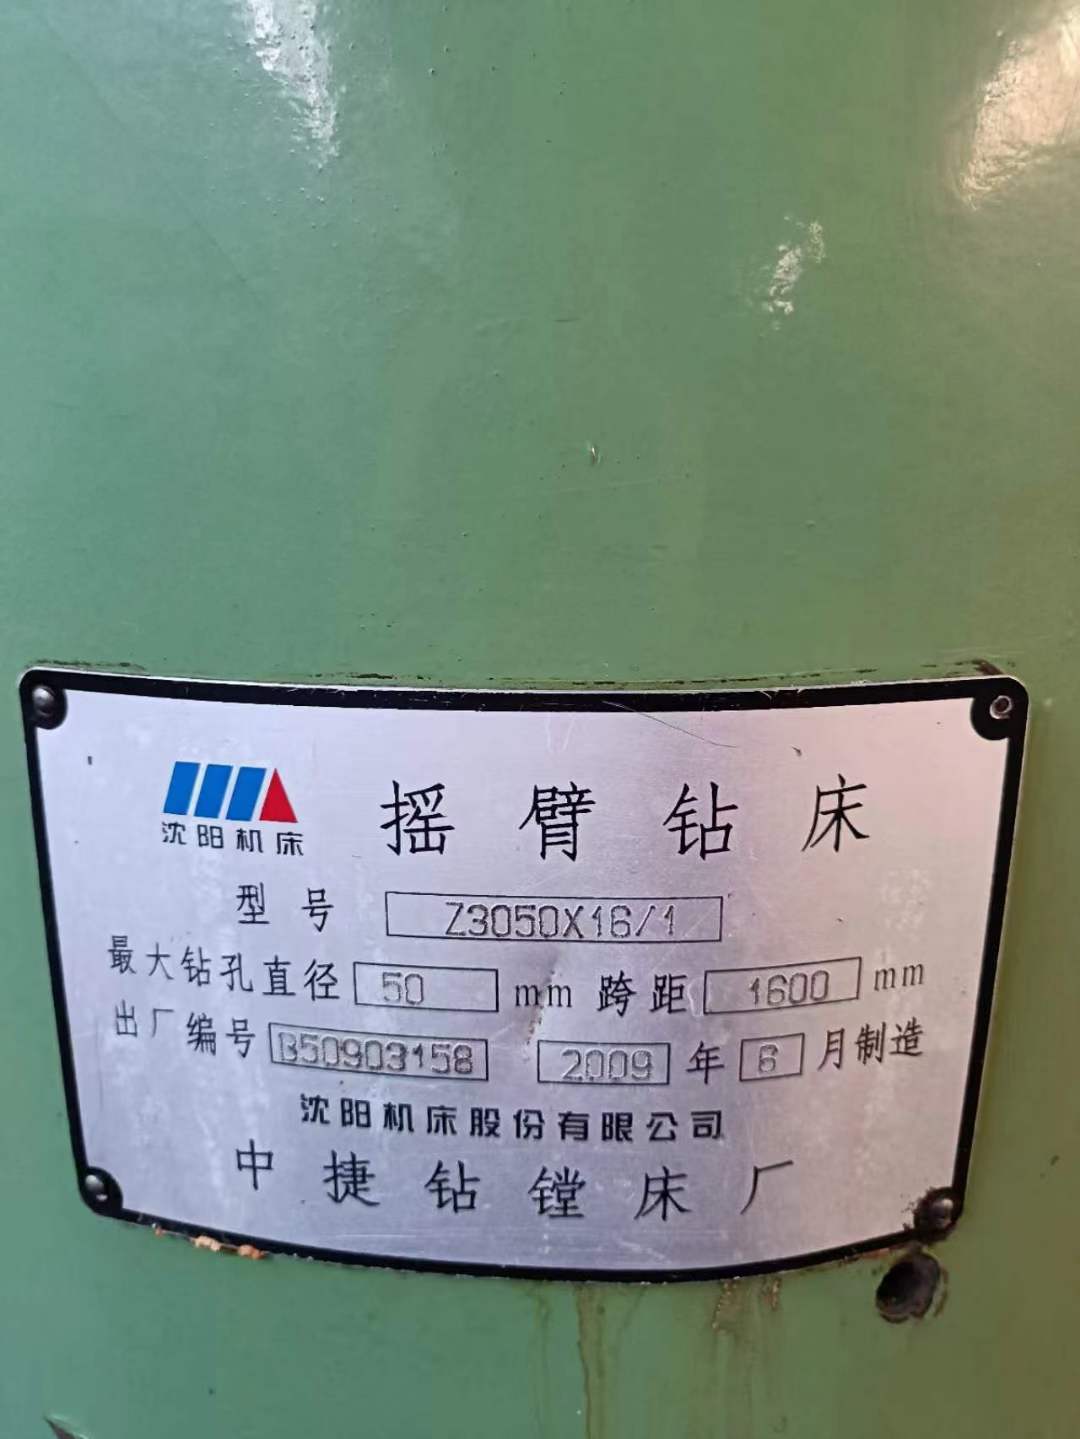 沈阳机床
摇臂钻床
型号 Z3050X16/1
最大钻孔直径 50 mm 跨距 1600 mm
出厂编号 B50903158 2009 年 6 月制造
沈阳机床股份有限公司
中捷钻镗床厂